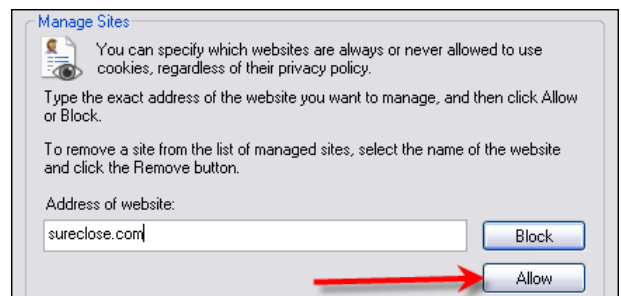 Manage Sites
You can specify which websites are always or never allowed to use
cookies, regardless of their privacy policy.
Type the exact address of the website you want to manage, and then click Allow
or Block.
To remove a site from the list of managed sites, select the name of the website
and click the Remove button.
Address of website:
sureclose.com
Block
Allow